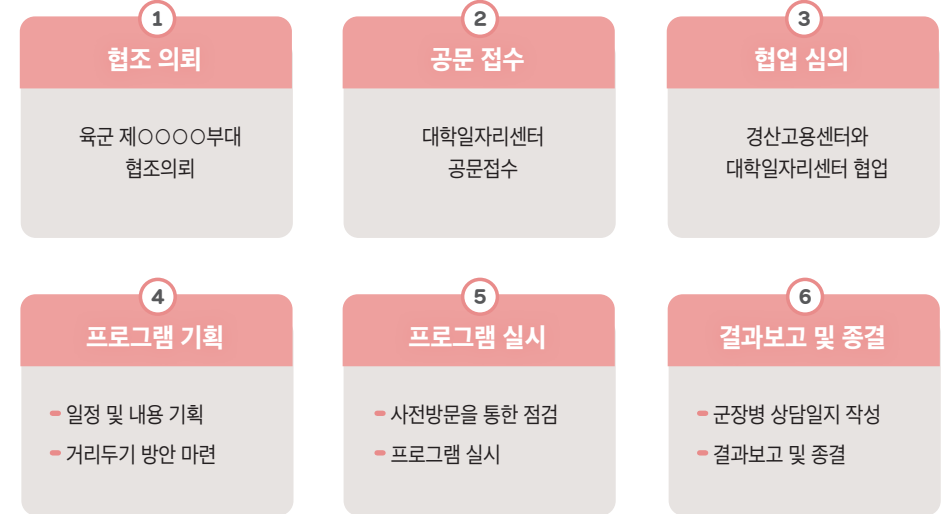 1
협조 의뢰
육군 제○○○○부대
협조의뢰
2
공문 접수
대학일자리센터
공문접수
3
협업 심의
경산고용센터와
대학일자리센터 협업
4
프로그램 기획
- 일정 및 내용 기획
- 거리두기 방안 마련
5
프로그램 실시
- 사전방문을 통한 점검
- 프로그램 실시
6
결과보고 및 종결
- 군장병 상담일지 작성
- 결과보고 및 종결